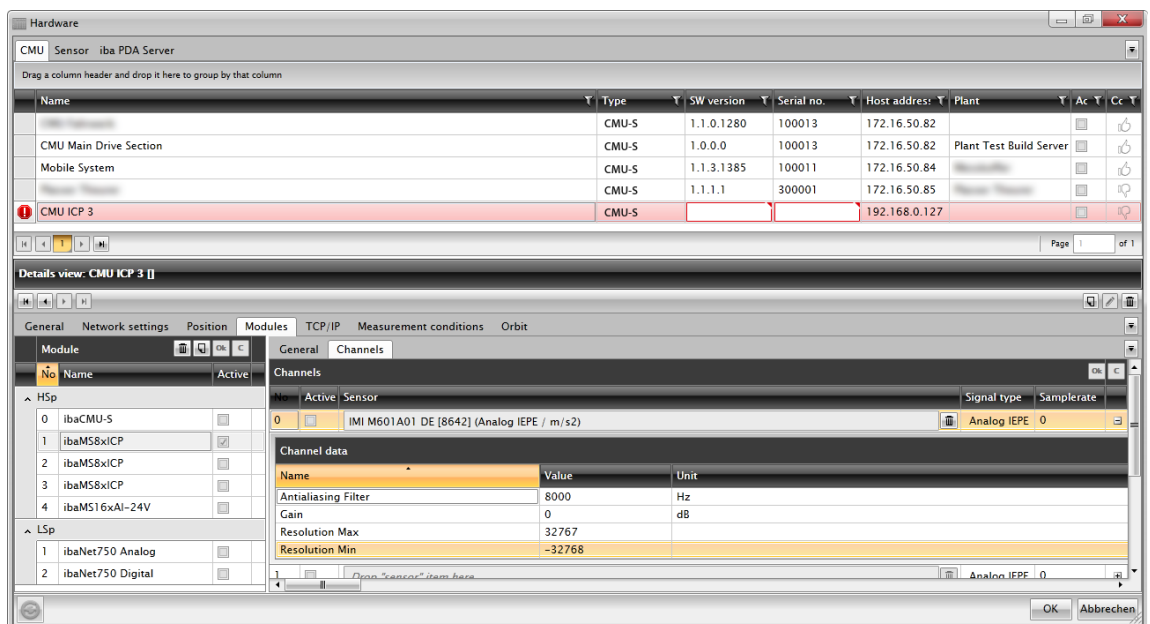 Hardware
CMU Sensor iba PDA Server
Drag a column header and drop it here to group by that column
Name Type SW version Serial no. Host address Plant Ac Cc
CMU-S 1.1.0.1280 100013 172.16.50.82
CMU Main Drive Section CMU-S 1.0.0.0 100013 172.16.50.82 Plant Test Build Server
Mobile System CMU-S 1.1.3.1385 100011 172.16.50.84
CMU-S 1.1.1.1 300001 172.16.50.85
CMU ICP 3 CMU-S 192.168.0.127
1 Page 1 of 1
Details view: CMU ICP 3 []
General Network settings Position Modules TCP/IP Measurement conditions Orbit
Module Ok C
No Name Active
HSp
0 ibaCMU-S
1 ibaMS8xICP
2 ibaMS8xICP
3 ibaMS8xICP
4 ibaMS16xAI-24V
LSp
1 ibaNet750 Analog
2 ibaNet750 Digital
General Channels
Channels Ok C
No Active Sensor Signal type Samplerate
0 IMI M601A01 DE [8642] (Analog IEPE / m/s2) Analog IEPE 0
Channel data
Name Value Unit
Antialiasing Filter 8000 Hz
Gain 0 dB
Resolution Max 32767
Resolution Min -32768
1 Drop "sensor" item here Analog IEPE 0
OK Abbrechen